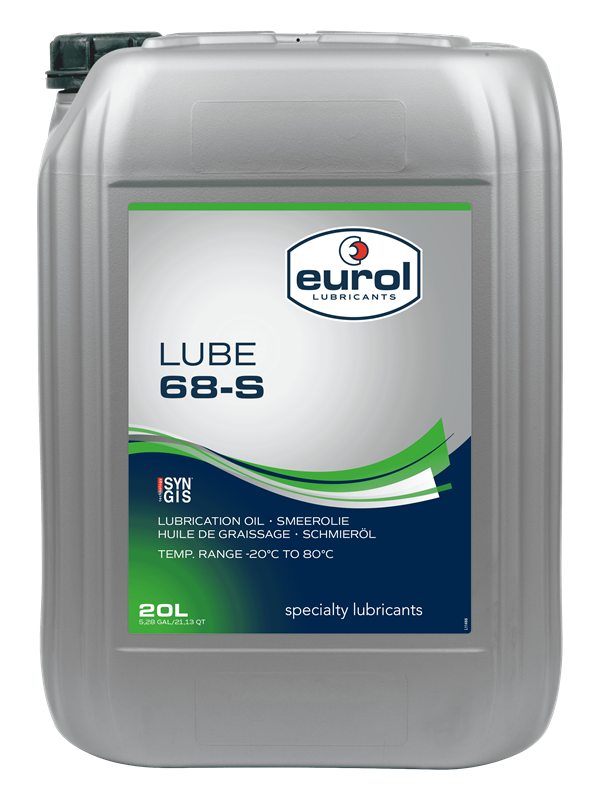 eurol
LUBRICANTS
LUBE
68-S
SYN
GIS
LUBRICATION OIL · SMEEROLIE
HUILE DE GRAISSAGE · SCHMIERÖL
TEMP. RANGE -20°C TO 80°C
20L
5,28 GAL/21,13 QT
specialty lubricants